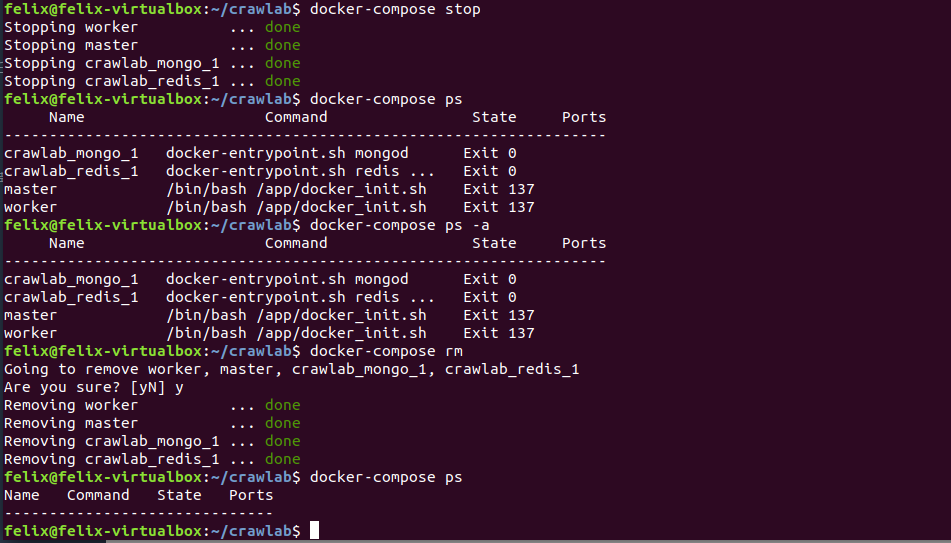 felix@felix-virtualbox:~/crawlab$ docker-compose stop
Stopping worker          ... done
Stopping master          ... done
Stopping crawlab_mongo_1 ... done
Stopping crawlab_redis_1 ... done
felix@felix-virtualbox:~/crawlab$ docker-compose ps
     Name                    Command                State     Ports
-------------------------------------------------------------------
crawlab_mongo_1   docker-entrypoint.sh mongod      Exit 0
crawlab_redis_1   docker-entrypoint.sh redis ...   Exit 0
master            /bin/bash /app/docker_init.sh    Exit 137
worker            /bin/bash /app/docker_init.sh    Exit 137
felix@felix-virtualbox:~/crawlab$ docker-compose ps -a
     Name                    Command                State     Ports
-------------------------------------------------------------------
crawlab_mongo_1   docker-entrypoint.sh mongod      Exit 0
crawlab_redis_1   docker-entrypoint.sh redis ...   Exit 0
master            /bin/bash /app/docker_init.sh    Exit 137
worker            /bin/bash /app/docker_init.sh    Exit 137
felix@felix-virtualbox:~/crawlab$ docker-compose rm
Going to remove worker, master, crawlab_mongo_1, crawlab_redis_1
Are you sure? [yN] y
Removing worker          ... done
Removing master          ... done
Removing crawlab_mongo_1 ... done
Removing crawlab_redis_1 ... done
felix@felix-virtualbox:~/crawlab$ docker-compose ps
Name   Command   State   Ports
------------------------------
felix@felix-virtualbox:~/crawlab$